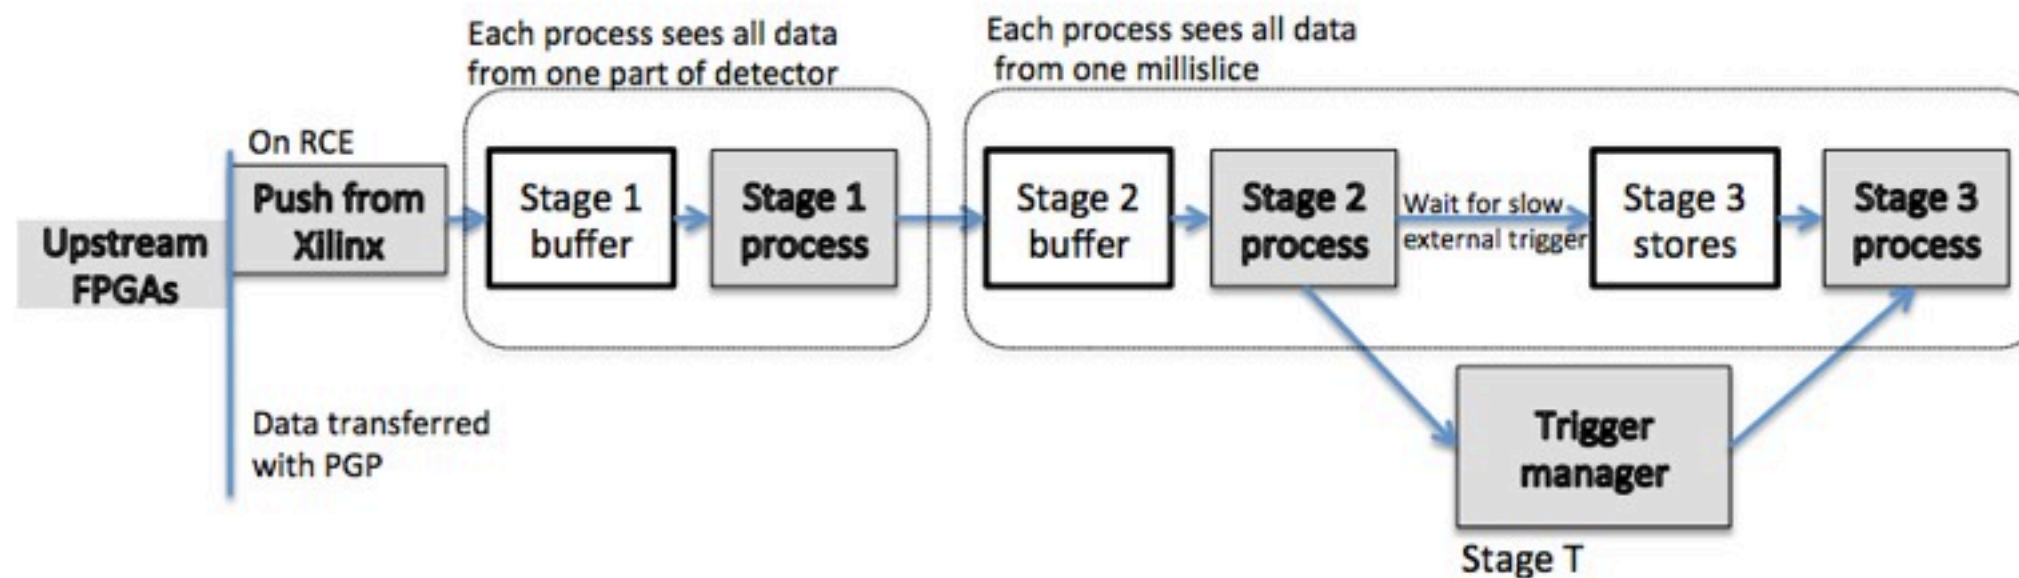 Each process sees all data
from one part of detector
Each process sees all data
from one millislice
On RCE
Push from
Xilinx
Upstream
FPGAs
Stage 1
buffer
Stage 1
process
Stage 2
buffer
Stage 2
process
Wait for slow
external trigger
Stage 3
stores
Stage 3
process
Data transferred
with PGP
Trigger
manager
Stage T